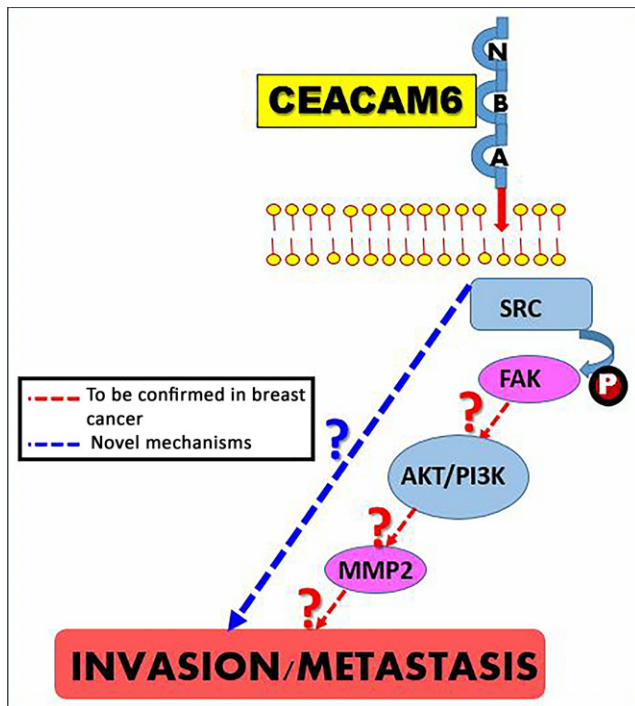 N
CEACAM6
B
A
SRC
P
FAK
To be confirmed in breast
cancer
Novel mechanisms
?
?
AKT/PI3K
?
MMP2
?
INVASION/METASTASIS